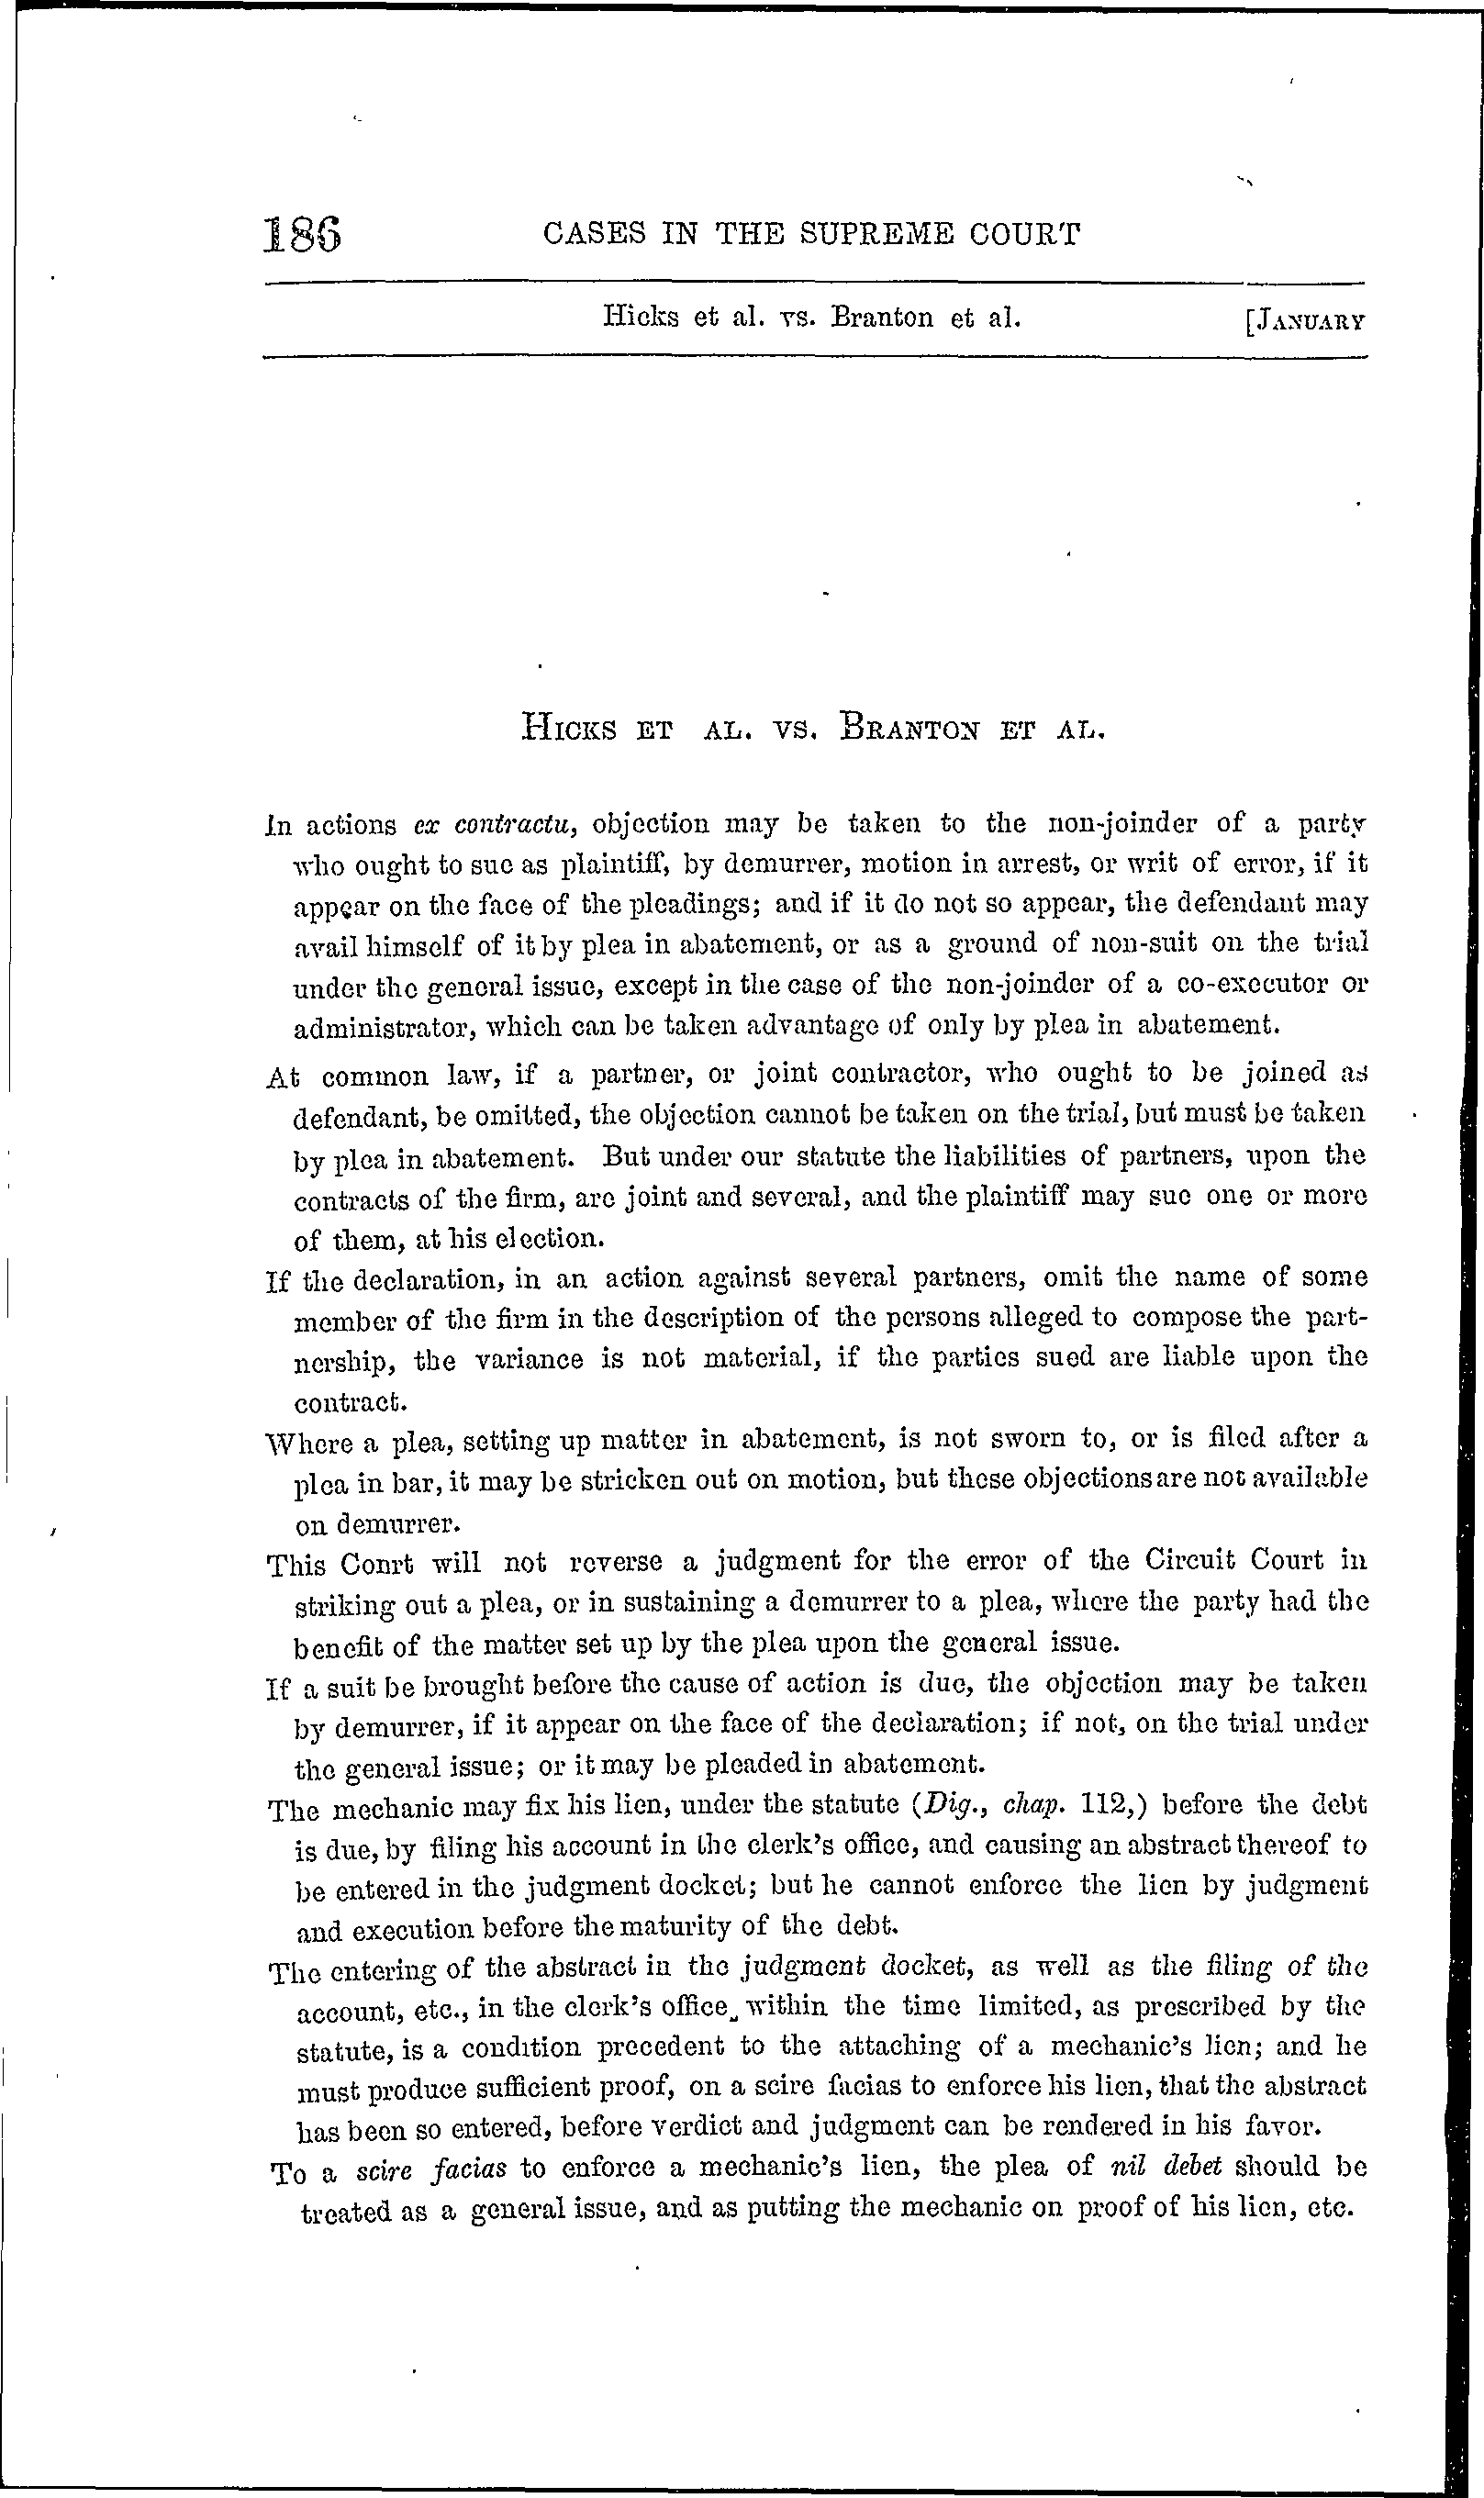 186 CASES IN THE SUPREME COURT
Hicks et al. vs. Branton et al. [JANUARY
HICKS ET AL. VS. BRANTON ET AL.
In actions ex contractu, objection may be taken to the non-joinder of a party
who ought to sue as plaintiff, by demurrer, motion in arrest, or writ of error, if it
appear on the face of the pleadings; and if it do not so appear, the defendant may
avail himself of it by plea in abatement, or as a ground of non-suit on the trial
under the general issue, except in the case of the non-joinder of a co-executor or
administrator, which can be taken advantage of only by plea in abatement.
At common law, if a partner, or joint contractor, who ought to be joined as
defendant, be omitted, the objection cannot be taken on the trial, but must be taken
by plea in abatement. But under our statute the liabilities of partners, upon the
contracts of the firm, are joint and several, and the plaintiff may sue one or more
of them, at his election.
If the declaration, in an action against several partners, omit the name of some
member of the firm in the description of the persons alleged to compose the part-
nership, the variance is not material, if the parties sued are liable upon the
contract.
Where a plea, setting up matter in abatement, is not sworn to, or is filed after a
plea in bar, it may be stricken out on motion, but these objections are not available
on demurrer.
This Conrt will not reverse a judgment for the error of the Circuit Court in
striking out a plea, or in sustaining a demurrer to a plea, where the party had the
benefit of the matter set up by the plea upon the general issue.
If a suit be brought before the cause of action is due, the objection may be taken
by demurrer, if it appear on the face of the declaration; if not, on the trial under
the general issue; or it may be pleaded in abatement.
The mechanic may fix his lien, under the statute (Dig., chap. 112,) before the debt
is due, by filing his account in the clerk's office, and causing an abstract thereof to
be entered in the judgment docket; but he cannot enforce the lien by judgment
and execution before the maturity of the debt.
The entering of the abstract in the judgment docket, as well as the filing of the
account, etc., in the clerk's office, within the time limited, as prescribed by the
statute, is a condition precedent to the attaching of a mechanic's lien; and he
must produce sufficient proof, on a scire facias to enforce his lien, that the abstract
has been so entered, before verdict and judgment can be rendered in his favor.
To a scire facias to enforce a mechanic's lien, the plea of nil debet should be
treated as a general issue, and as putting the mechanic on proof of his lien, etc.